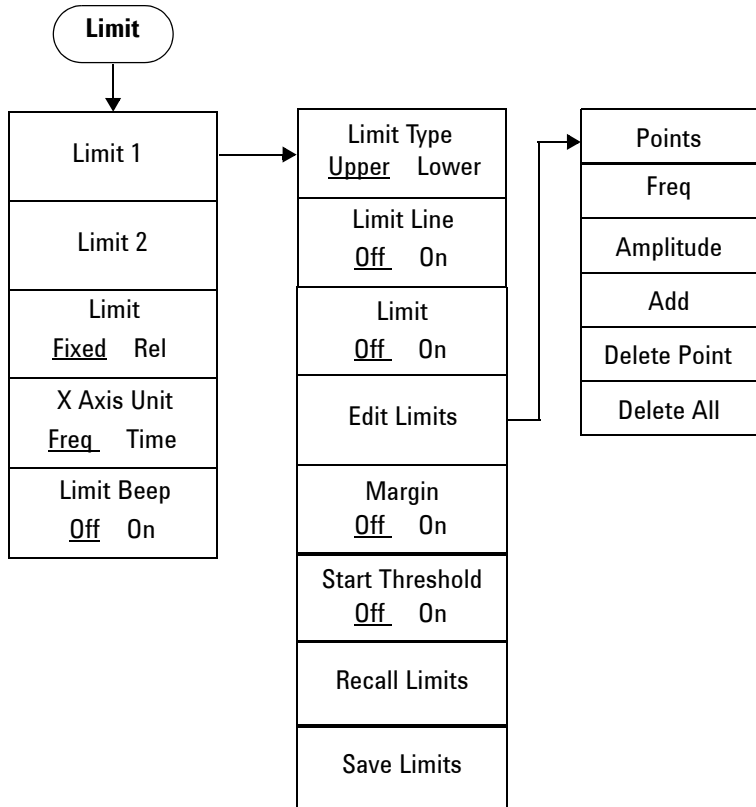 Limit
Limit 1
Limit 2
Limit
Fixed Rel
X Axis Unit
Freq Time
Limit Beep
Off On
Limit Type
Upper Lower
Limit Line
Off On
Limit
Off On
Edit Limits
Margin
Off On
Start Threshold
Off On
Recall Limits
Save Limits
Points
Freq
Amplitude
Add
Delete Point
Delete All